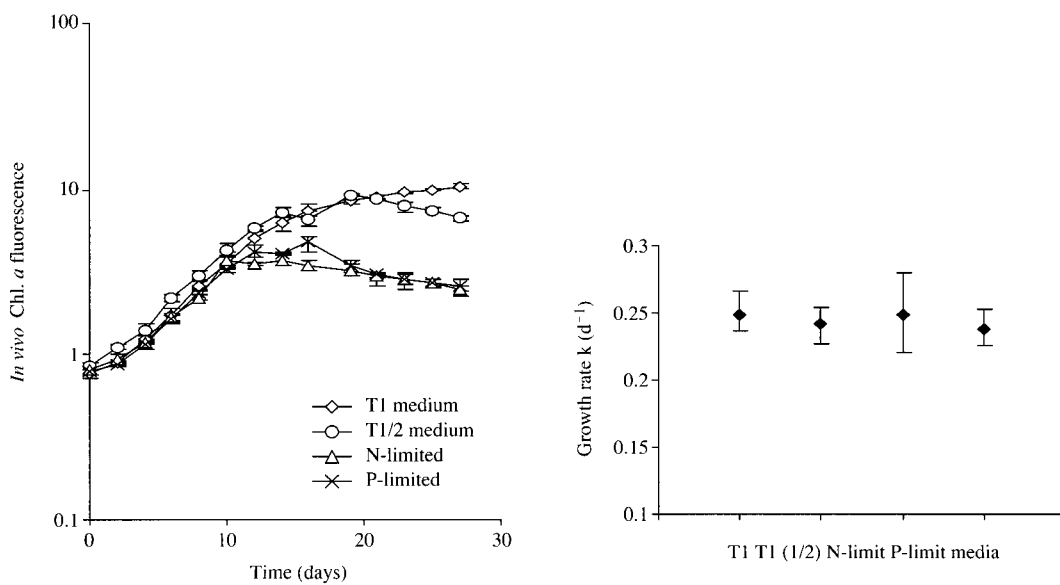 100
10
1
0.1
In vivo Chl. a fluorescence
T1 medium
T1/2 medium
N-limited
P-limited
0 10 20 30
Time (days)
0.3
0.25
0.2
0.15
0.1
Growth rate k (d⁻¹)
T1 T1 (1/2) N-limit P-limit media